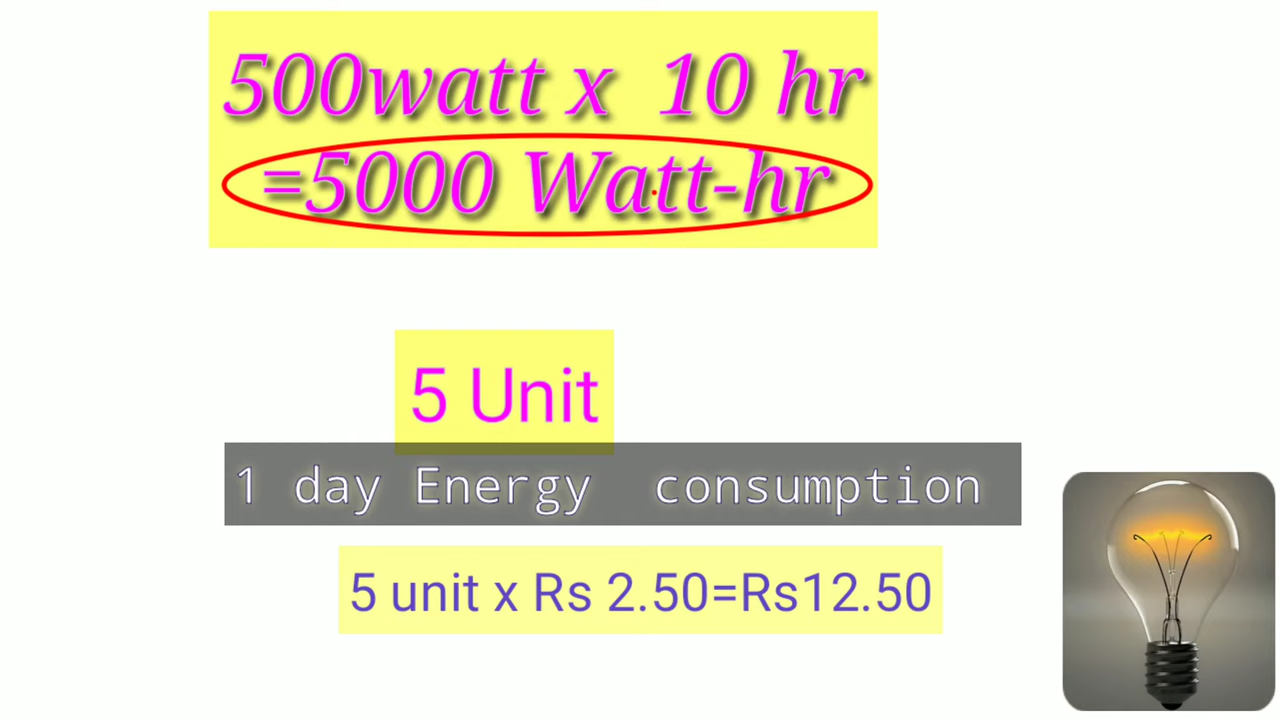 500watt x 10 hr
=5000 Watt-hr
5 Unit
1 day Energy consumption
5 unit x Rs 2.50=Rs12.50